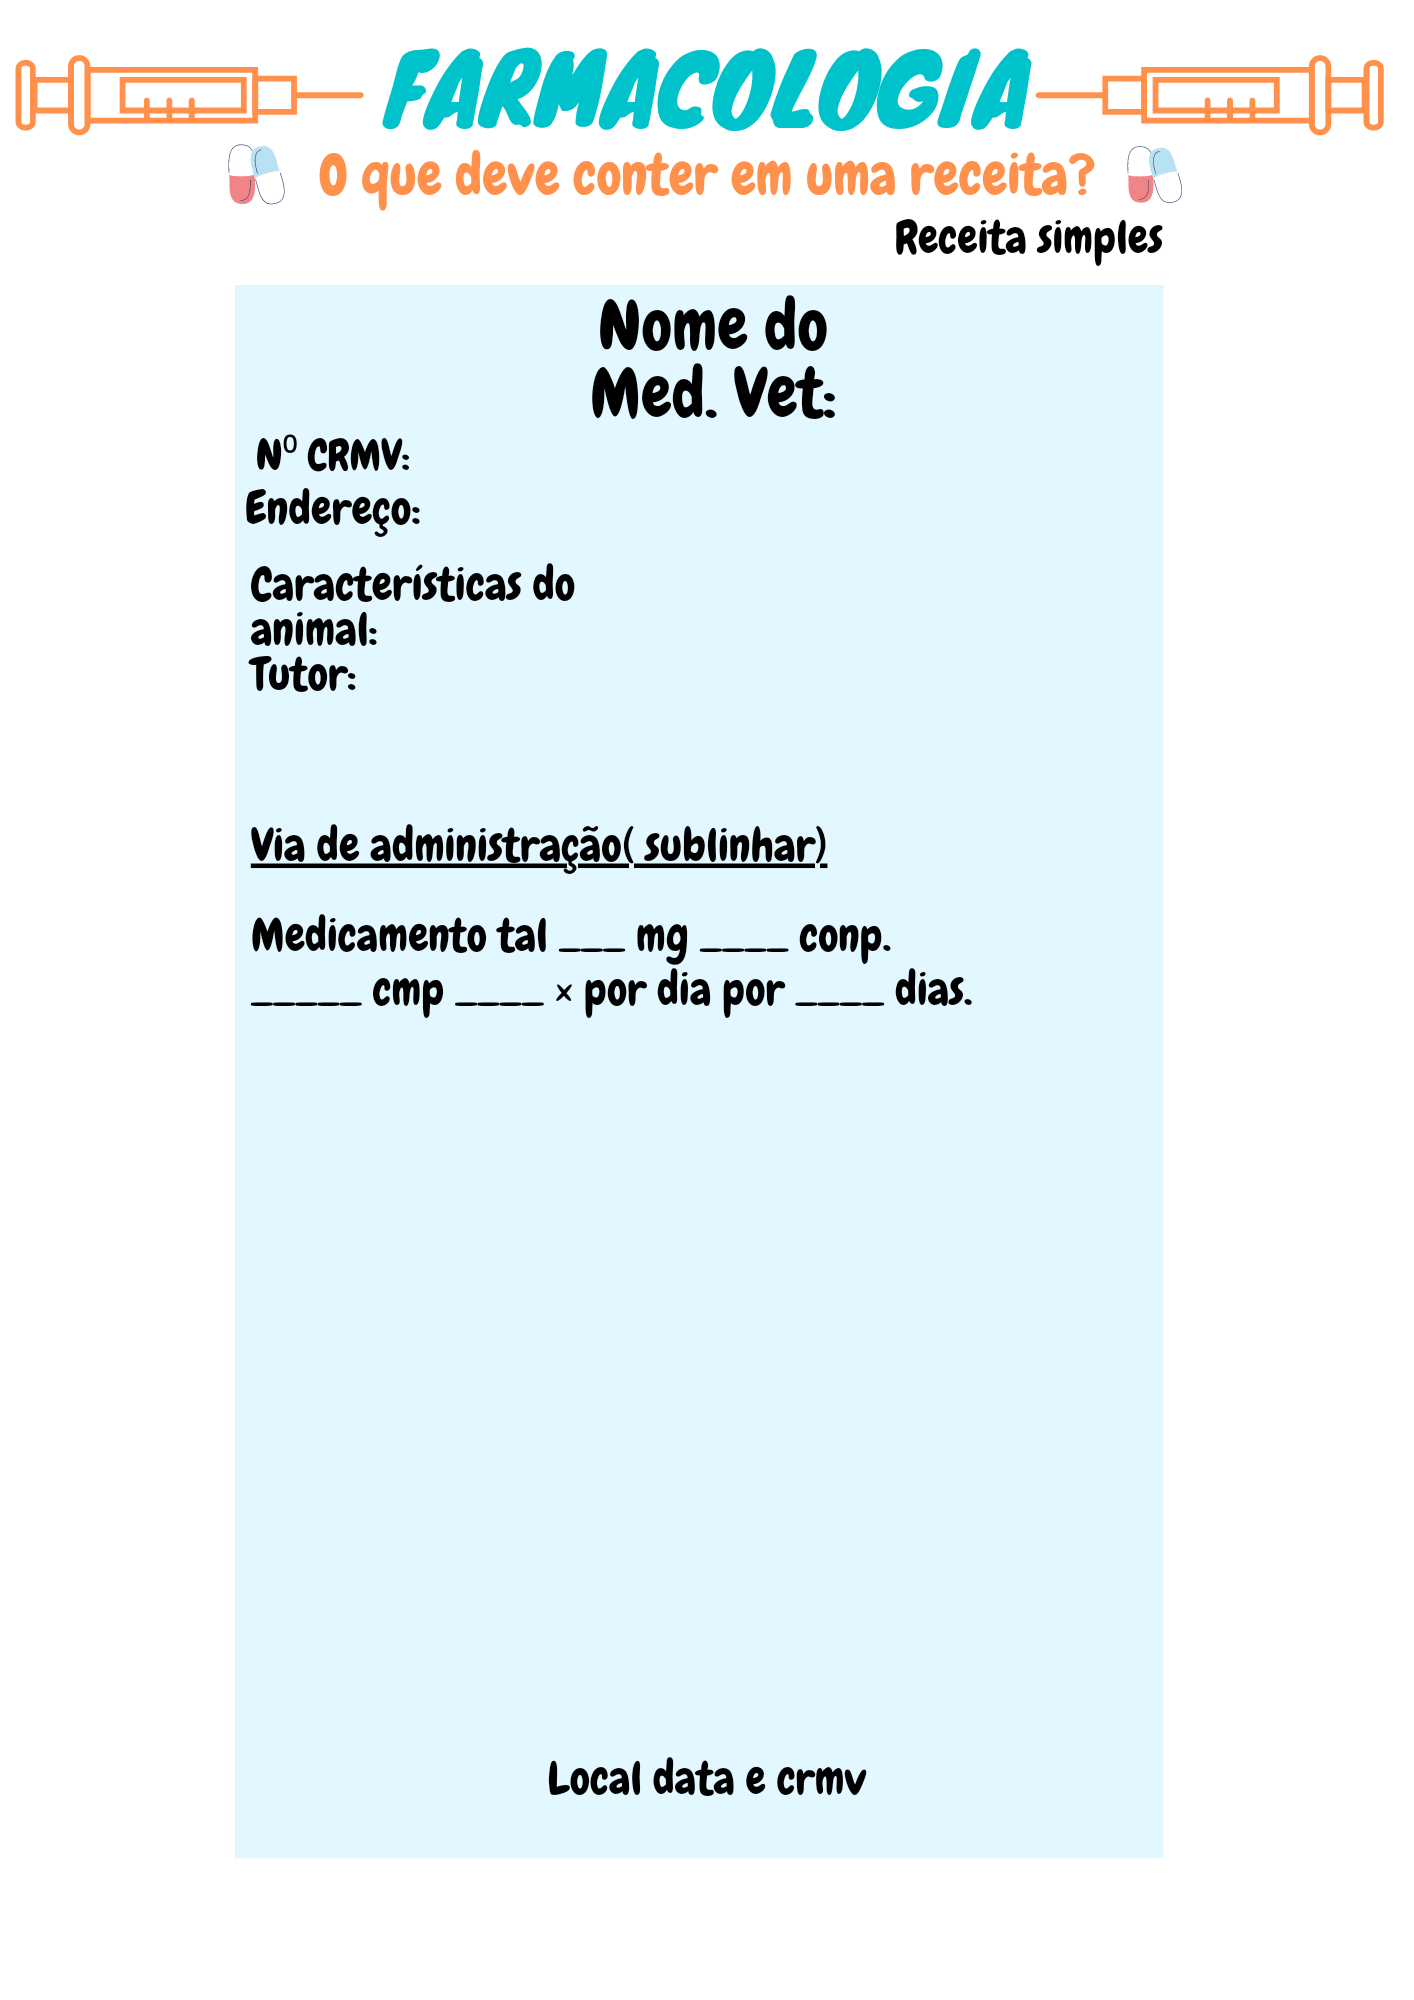 FARMACOLOGIA
O que deve conter em uma receita?
Receita simples
Nome do
Med. Vet:
Nº CRMV:
Endereço:
Características do
animal:
Tutor:
Via de administração( sublinhar)
Medicamento tal ___ mg ____ conp.
_____ cmp ____ × por dia por ____ dias.
Local data e crmv